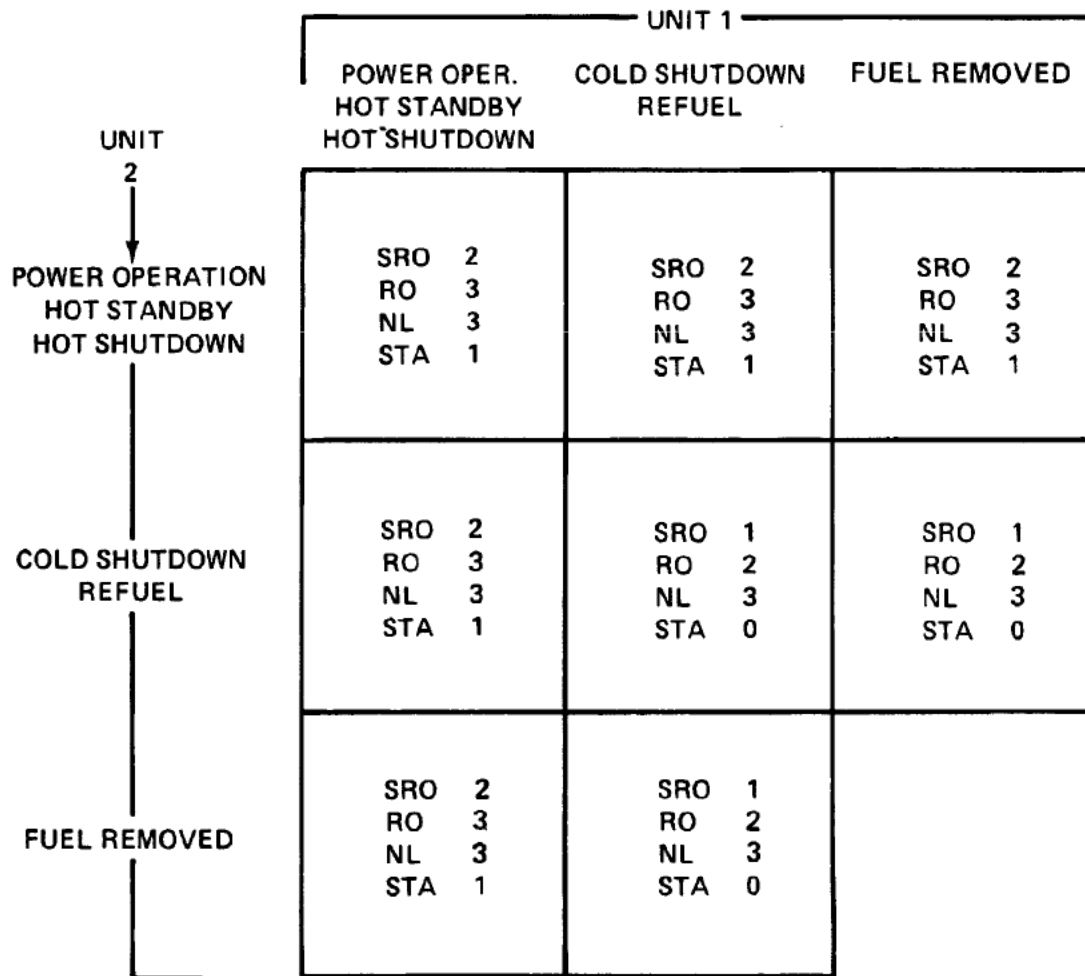 UNIT 1
POWER OPER.
HOT STANDBY
HOT SHUTDOWN
COLD SHUTDOWN
REFUEL
FUEL REMOVED
UNIT
2
POWER OPERATION
HOT STANDBY
HOT SHUTDOWN
SRO 2
RO 3
NL 3
STA 1
SRO 2
RO 3
NL 3
STA 1
SRO 2
RO 3
NL 3
STA 1
COLD SHUTDOWN
REFUEL
SRO 2
RO 3
NL 3
STA 1
SRO 1
RO 2
NL 3
STA 0
SRO 1
RO 2
NL 3
STA 0
FUEL REMOVED
SRO 2
RO 3
NL 3
STA 1
SRO 1
RO 2
NL 3
STA 0